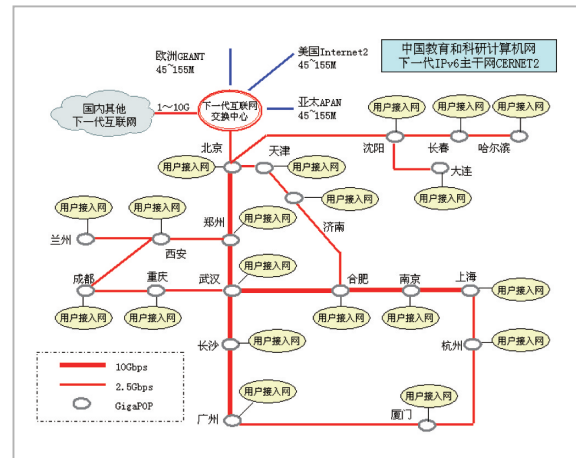 欧洲GEANT
45~155M
美国Internet2
45~155M
中国教育和科研计算机网
下一代IPv6主干网CERNET2
国内其他
下一代互联网
1~10G
下一代互联网
交换中心
亚太APAN
45~155M
用户接入网
用户接入网
用户接入网
沈阳
长春
哈尔滨
北京
天津
用户接入网
用户接入网
大连
用户接入网
用户接入网
用户接入网
用户接入网
用户接入网
郑州
济南
兰州
西安
用户接入网
成都
重庆
武汉
合肥
南京
上海
用户接入网
用户接入网
用户接入网
用户接入网
用户接入网
长沙
用户接入网
杭州
用户接入网
10Gbps
2.5Gbps
GigaPOP
用户接入网
用户接入网
广州
厦门